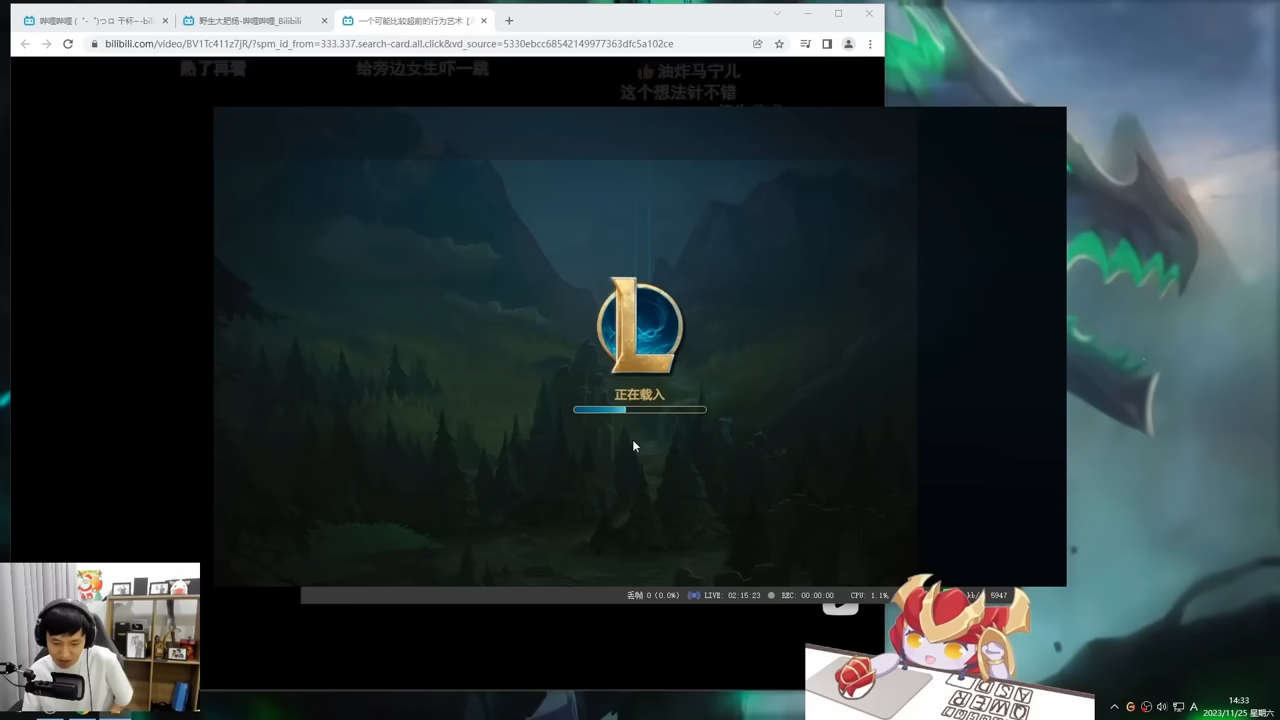 哔哩哔哩 (゜-゜)つロ 干杯~-bili
野生大肥杨-哔哩哔哩_Bilibili
一个可能比较超前的行为艺术【
bilibili.com/video/BV1Tc411z7jR/?spm_id_from=333.337.search-card.all.click&vd_source=5330ebcc68542149977363dfc5a102ce
熟了再看
给旁边女生吓一跳
油炸马宁儿
这个想法针不错
正在载入
丢帧 0 (0.0%)
LIVE: 02:15:23
REC: 00:00:00
CPU: 1.1%
5947
A S D
Q W E R
A
14:33
2023/11/25 星期六